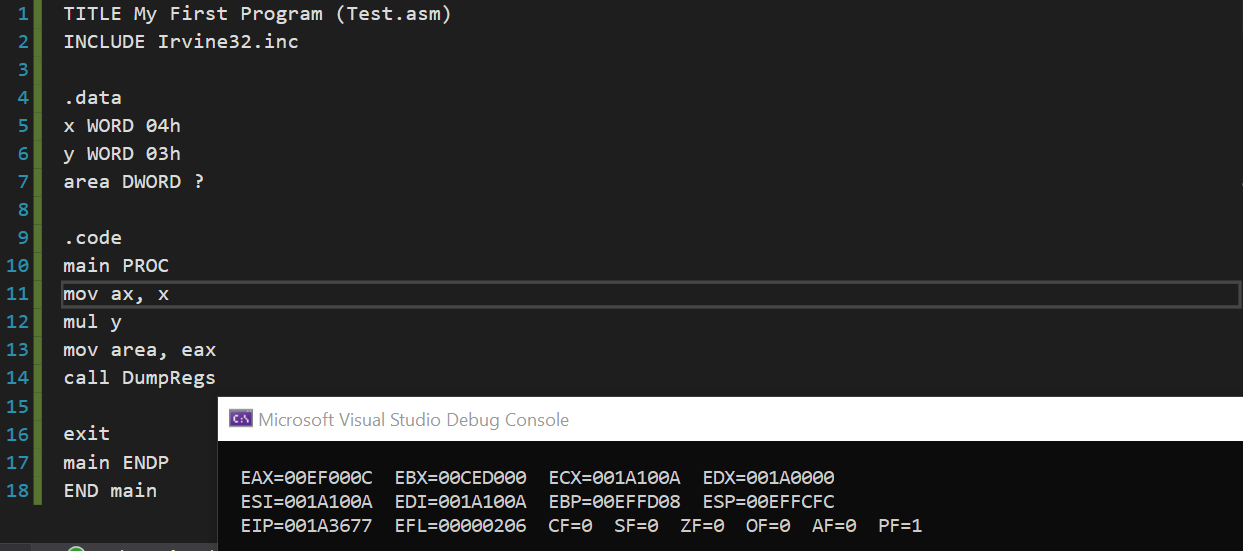 1 TITLE My First Program (Test.asm)
2 INCLUDE Irvine32.inc
3
4 .data
5 x WORD 04h
6 y WORD 03h
7 area DWORD ?
8
9 .code
10 main PROC
11 mov ax, x
12 mul y
13 mov area, eax
14 call DumpRegs
15
16 exit
17 main ENDP
18 END main
Microsoft Visual Studio Debug Console
EAX=00EF000C EBX=00CED000 ECX=001A100A EDX=001A0000
ESI=001A100A EDI=001A100A EBP=00EFFD08 ESP=00EFFCFC
EIP=001A3677 EFL=00000206 CF=0 SF=0 ZF=0 OF=0 AF=0 PF=1